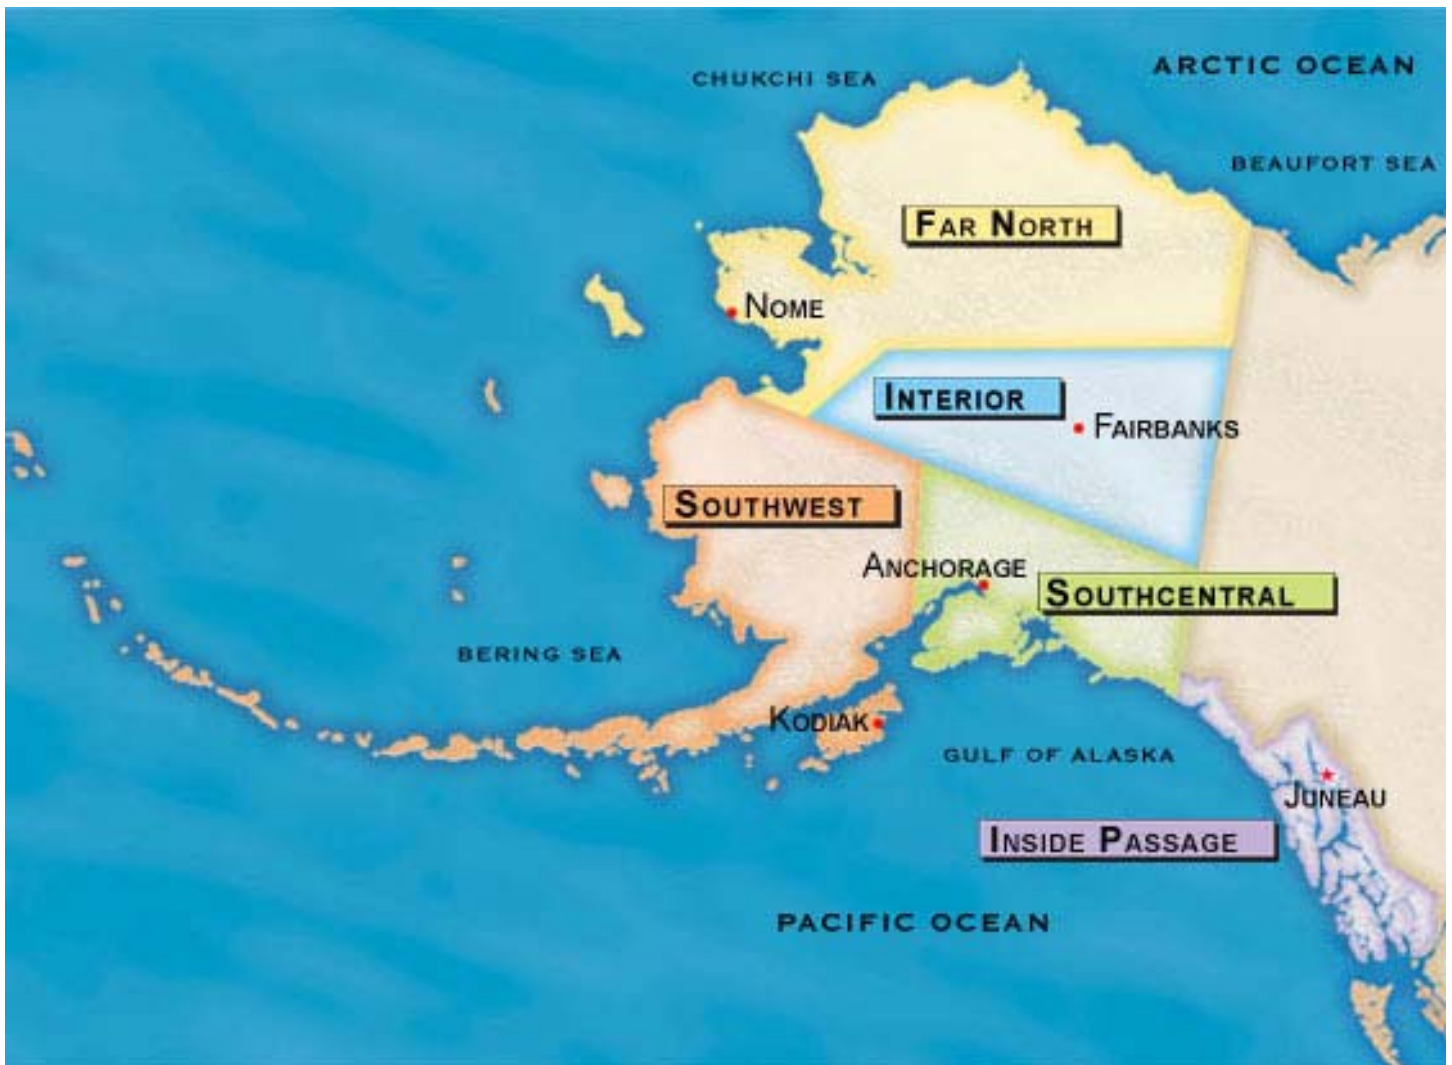 ARCTIC OCEAN
CHUKCHI SEA
BEAUFORT SEA
FAR NORTH
NOME
INTERIOR
FAIRBANKS
SOUTHWEST
ANCHORAGE
SOUTHCENTRAL
BERING SEA
KODIAK
GULF OF ALASKA
JUNEAU
INSIDE PASSAGE
PACIFIC OCEAN